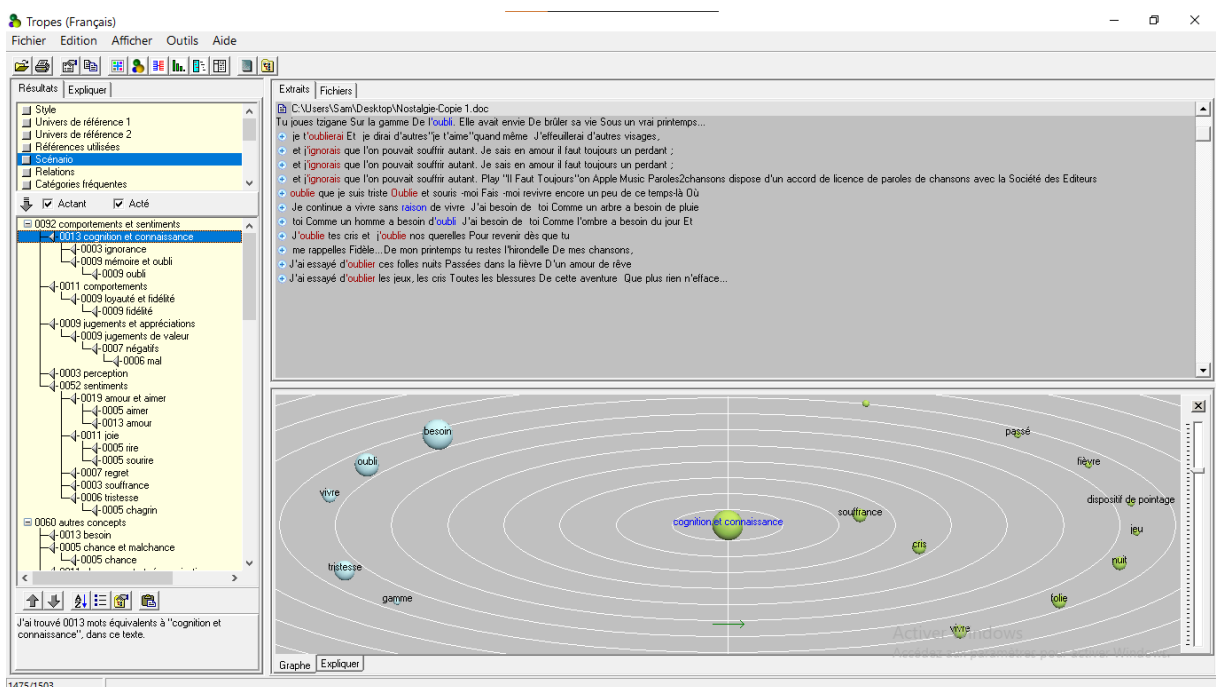 Tropes (Français)
Fichier Edition Afficher Outils Aide
Résultats Expliquer
Style
Univers de référence 1
Univers de référence 2
Références utilisées
Scénario
Relations
Catégories fréquentes
Actant Acté
0092 comportements et sentiments
0013 cognition et connaissance
0003 ignorance
0009 mémoire et oubli
0009 oubli
0011 comportements
0009 loyauté et fidélité
0009 fidélité
0009 jugements et appréciations
0009 jugements de valeur
0007 négatifs
0006 mal
0003 perception
0052 sentiments
0019 amour et aimer
0005 aimer
0013 amour
0011 joie
0005 rire
0005 sourire
0007 regret
0003 souffrance
0006 tristesse
0005 chagrin
0060 autres concepts
0013 besoin
0005 chance et malchance
0005 chance
J'ai trouvé 0013 mots équivalents à "cognition et
connaissance", dans ce texte.
1475/1503
Extraits Fichiers
C:\Users\Sam\Desktop\Nostalgie-Copie 1.doc
Tu joues tzigane Sur la gamme De l'oubli. Elle avait envie De brûler sa vie Sous un vrai printemps...
je t'oublierai Et je dirai d'autres"je t'aime"quand même J'effeuillerai d'autres visages,
et j'ignorais que l'on pouvait souffrir autant. Je sais en amour il faut toujours un perdant ;
et j'ignorais que l'on pouvait souffrir autant. Je sais en amour il faut toujours un perdant ;
et j'ignorais que l'on pouvait souffrir autant. Play "Il Faut Toujours"on Apple Music Paroles2chansons dispose d'un accord de licence de paroles de chansons avec la Société des Editeurs
oublie que je suis triste Oublie et souris -moi Fais -moi revivre encore un peu de ce temps-là Où
Je continue a vivre sans raison de vivre J'ai besoin de toi Comme un arbre a besoin de pluie
toi Comme un homme a besoin d'oubli J'ai besoin de toi Comme l'ombre a besoin du jour Et
J'oublie tes cris et j'oublie nos querelles Pour revenir dès que tu
me rappelles Fidèle...De mon printemps tu restes l'hirondelle De mes chansons,
J'ai essayé d'oublier ces folles nuits Passées dans la fièvre D'un amour de rêve
J'ai essayé d'oublier les jeux, les cris Toutes les blessures De cette aventure Que plus rien n'efface...
besoin
passé
oubli
fièvre
vivre
dispositif de pointage
souffrance
cognition et connaissance
jeu
cris
nuit
tristesse
gamme
folie
vivre
Activer Windows
Accédez aux paramètres pour activer Windows.
Graphe Expliquer